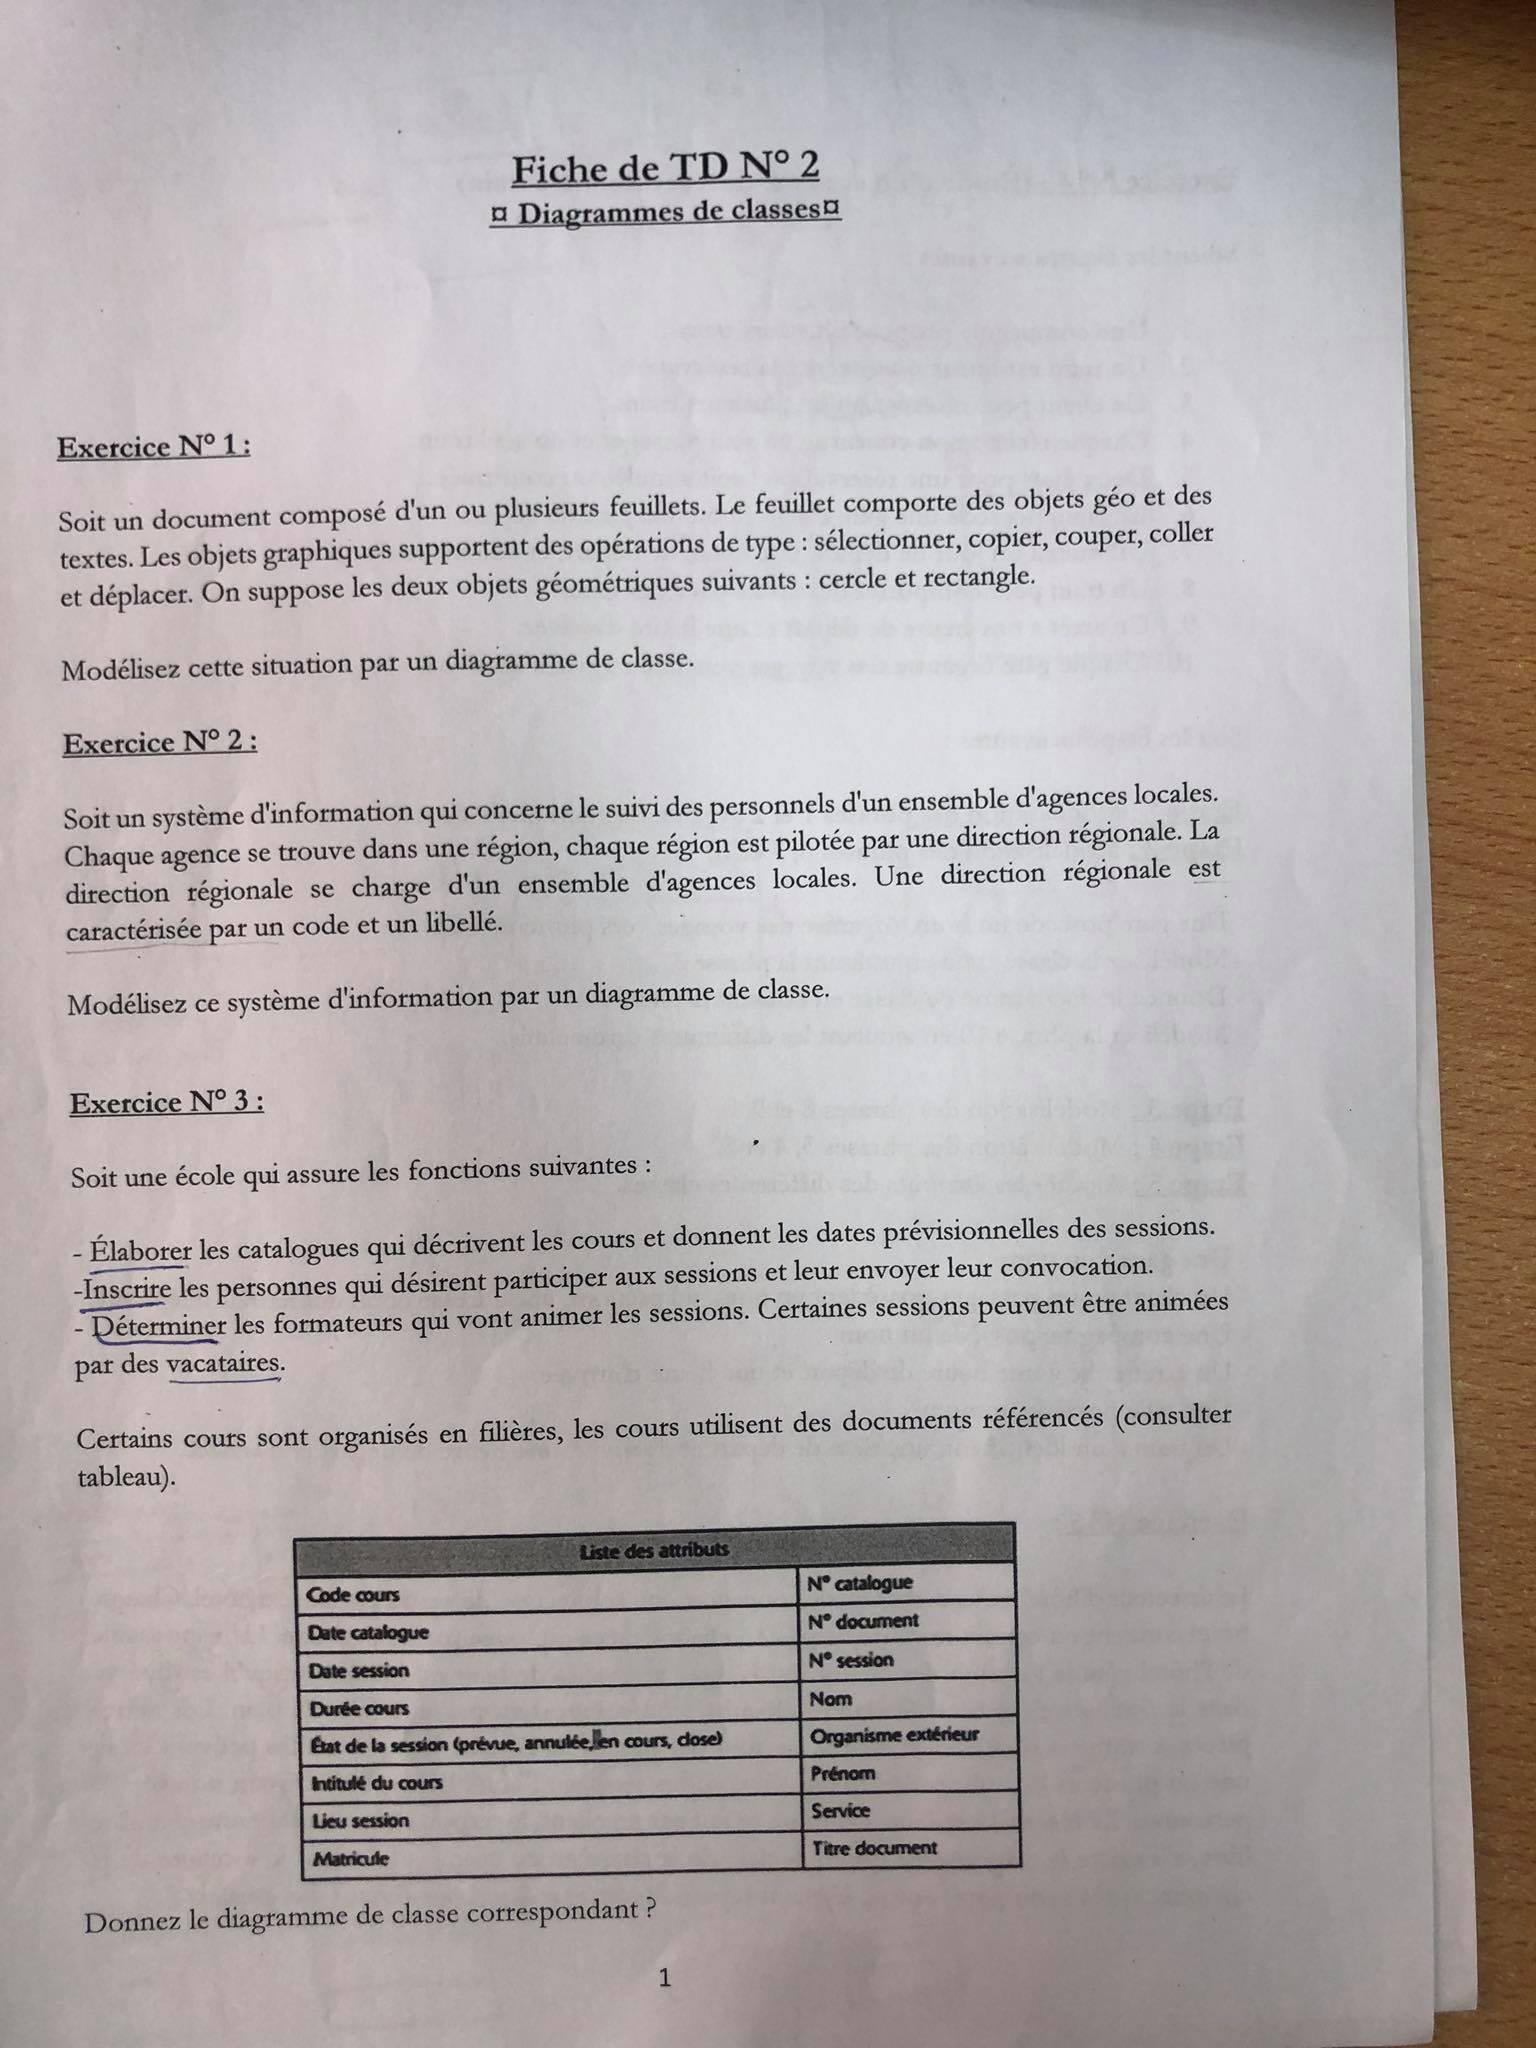 Fiche de TD N° 2
¤ Diagrammes de classes¤
Exercice N° 1 :
Soit un document composé d'un ou plusieurs feuillets. Le feuillet comporte des objets géo et des
textes. Les objets graphiques supportent des opérations de type : sélectionner, copier, couper, coller
et déplacer. On suppose les deux objets géométriques suivants : cercle et rectangle.
Modélisez cette situation par un diagramme de classe.
Exercice N° 2 :
Soit un système d'information qui concerne le suivi des personnels d'un ensemble d'agences locales.
Chaque agence se trouve dans une région, chaque région est pilotée par une direction régionale. La
direction régionale se charge d'un ensemble d'agences locales. Une direction régionale est
caractérisée par un code et un libellé.
Modélisez ce système d'information par un diagramme de classe.
Exercice N° 3 :
Soit une école qui assure les fonctions suivantes :
- Élaborer les catalogues qui décrivent les cours et donnent les dates prévisionnelles des sessions.
-Inscrire les personnes qui désirent participer aux sessions et leur envoyer leur convocation.
- Déterminer les formateurs qui vont animer les sessions. Certaines sessions peuvent être animées
par des vacataires.
Certains cours sont organisés en filières, les cours utilisent des documents référencés (consulter
tableau).
Liste des attributs
Code cours N° catalogue
Date catalogue N° document
Date session N° session
Durée cours Nom
État de la session (prévue, annulée, en cours, close) Organisme extérieur
Intitulé du cours Prénom
Lieu session Service
Matricule Titre document
Donnez le diagramme de classe correspondant ?
1